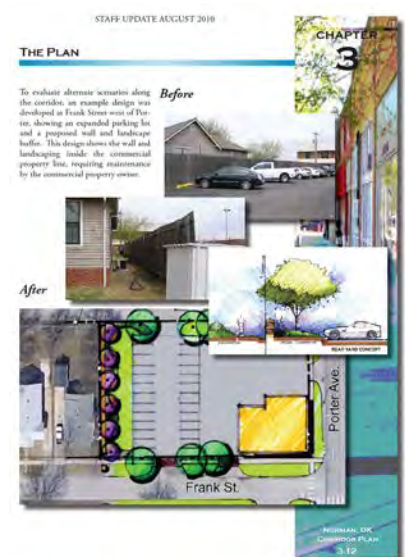 STAFF UPDATE AUGUST 2010
CHAPTER
3
THE PLAN
To evaluate alternate scenarios along
the corridor, an example design was
developed at Frank Street west of Por-
ter, showing an expanded parking lot
and a proposed wall and landscape
buffer. This design shows the wall and
landscaping inside the commercial
property line, requiring maintenance
by the commercial property owner.
Before
After
REAR YARD CONCEPT
Porter Ave.
Frank St.
NORMAN, OK
CORRIDOR PLAN
3.12